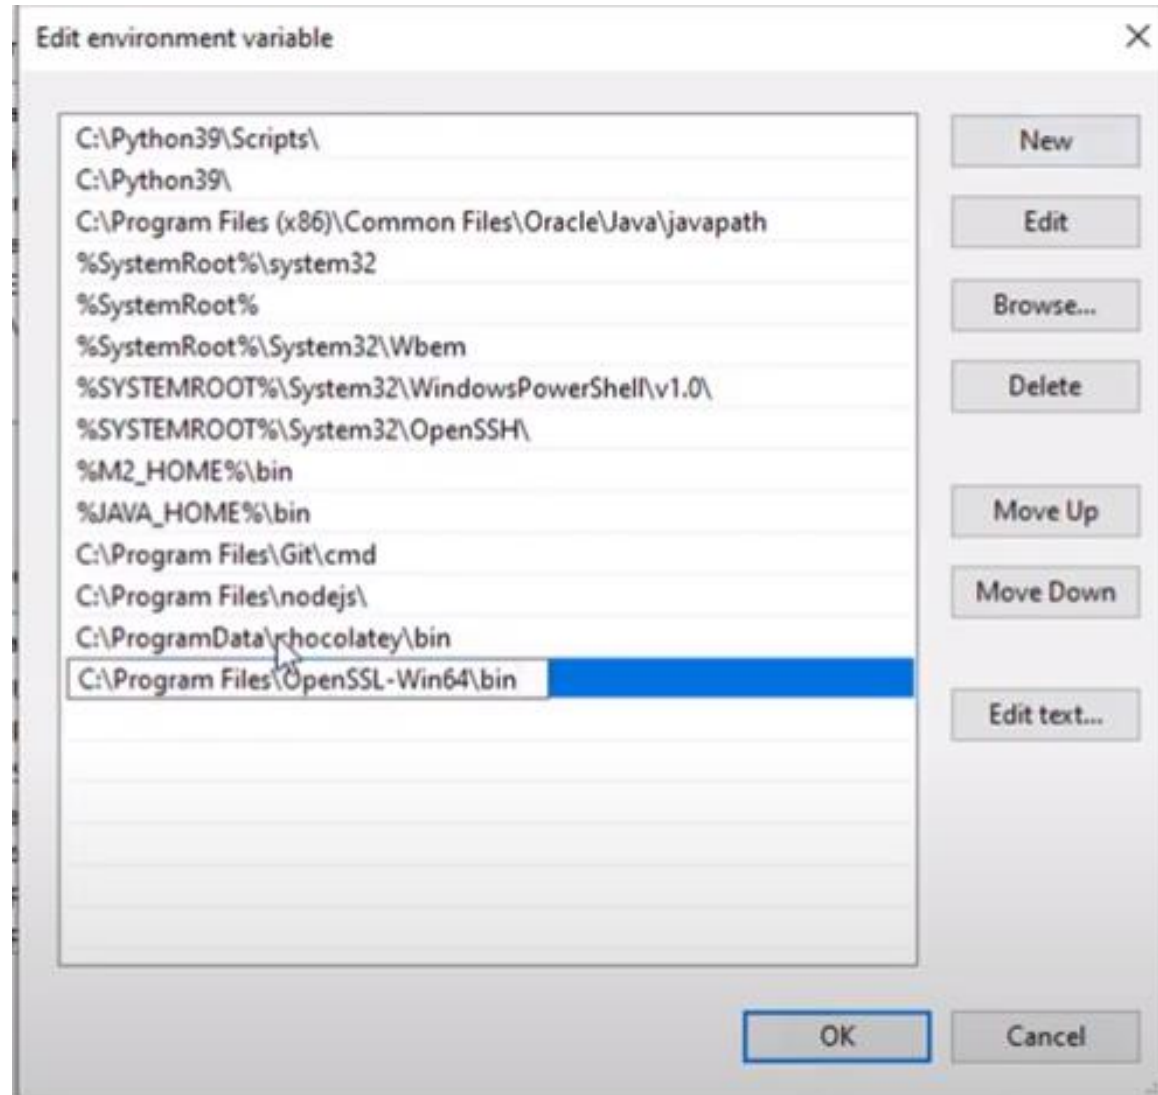 Edit environment variable
C:\Python39\Scripts\
C:\Python39\
C:\Program Files (x86)\Common Files\Oracle\Java\javapath
%SystemRoot%\system32
%SystemRoot%
%SystemRoot%\System32\Wbem
%SYSTEMROOT%\System32\WindowsPowerShell\v1.0\
%SYSTEMROOT%\System32\OpenSSH\
%M2_HOME%\bin
%JAVA_HOME%\bin
C:\Program Files\Git\cmd
C:\Program Files\nodejs\
C:\ProgramData\chocolatey\bin
C:\Program Files\OpenSSL-Win64\bin
New
Edit
Browse...
Delete
Move Up
Move Down
Edit text...
OK
Cancel